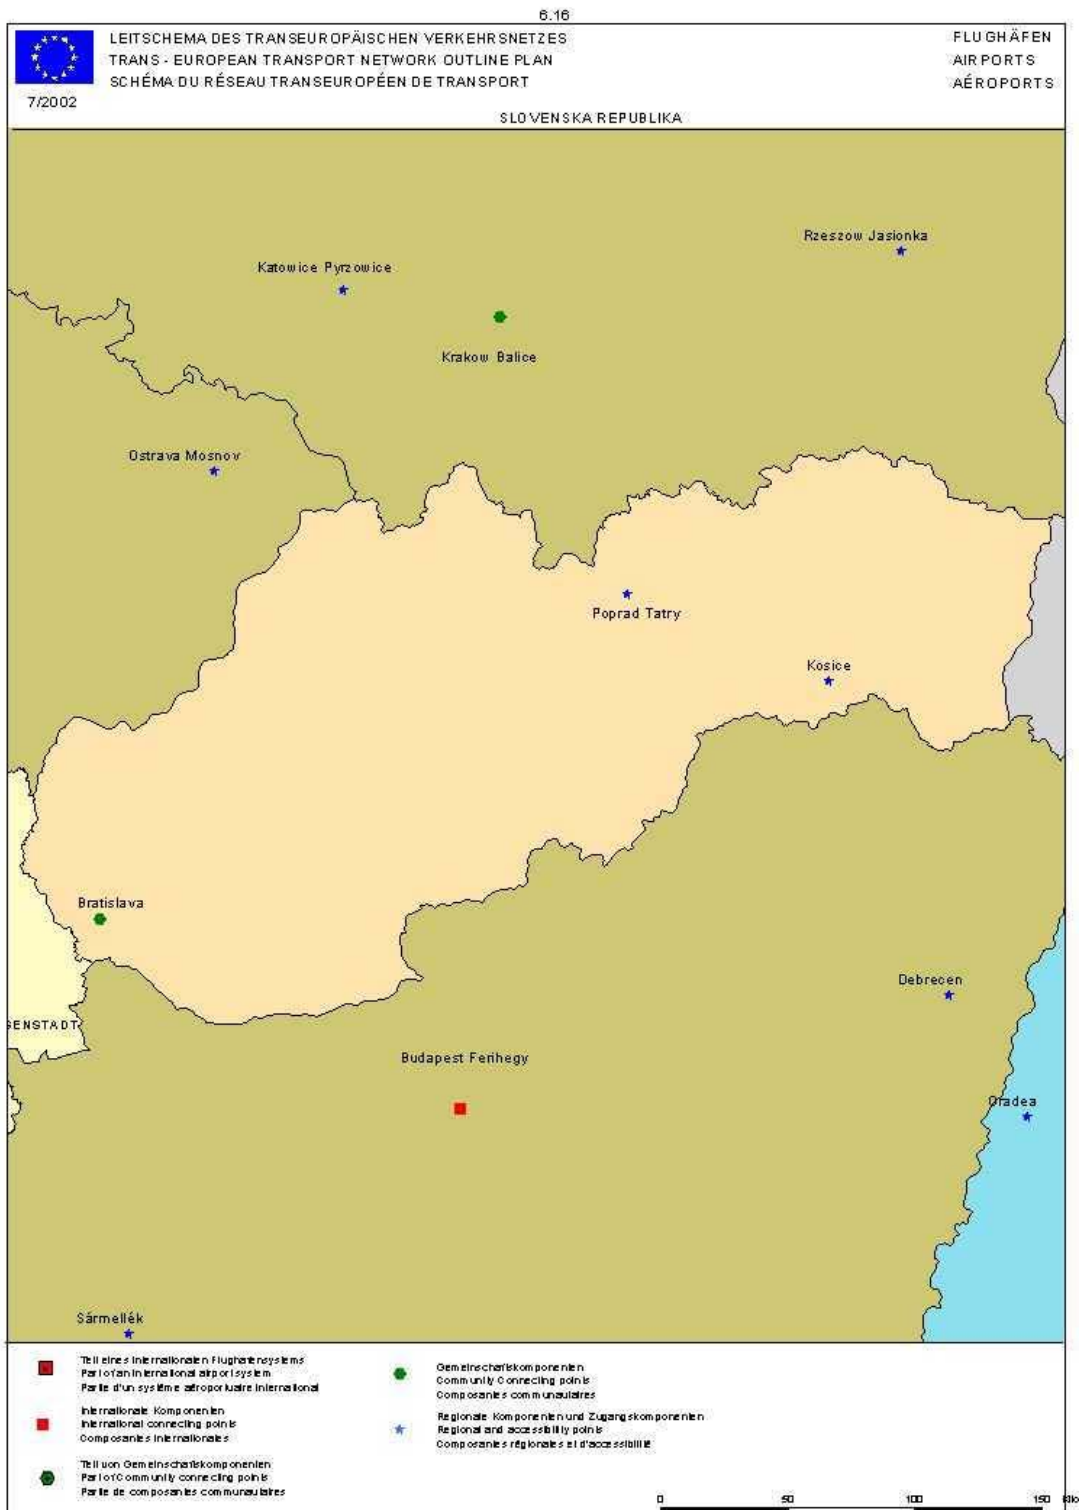 6.16
LEITSCHEMA DES TRANSEUROPÄISCHEN VERKEHRSNETZES
TRANS - EUROPEAN TRANSPORT NETWORK OUTLINE PLAN
SCHÉMA DU RÉSEAU TRANSEUROPÉEN DE TRANSPORT
FLUGHÄFEN
AIRPORTS
AÉROPORTS
7/2002
SLOVENSKA REPUBLIKA
Rzeszow Jasionka
Katowice Pyrzowice
Krakow Balice
Ostrava Mosnov
Poprad Tatry
Kosice
Bratislava
Debrecen
SENSTADT
Budapest Ferihegy
Oradea
Sármellék
Teil eines Internationalen Flughafensystems
Part of an International airport system
Partie d'un système aéroportuaire international
Internationale Komponenten
International connecting points
Composantes internationales
Teil von Gemeinschaftskomponenten
Part of Community connecting points
Partie de composantes communautaires
Gemeinschaftskomponenten
Community Connecting points
Composantes communautaires
Regionale Komponenten und Zugangskomponenten
Regional and accessibility points
Composantes régionales et d'accessibilité
0 50 100 150 Kilo